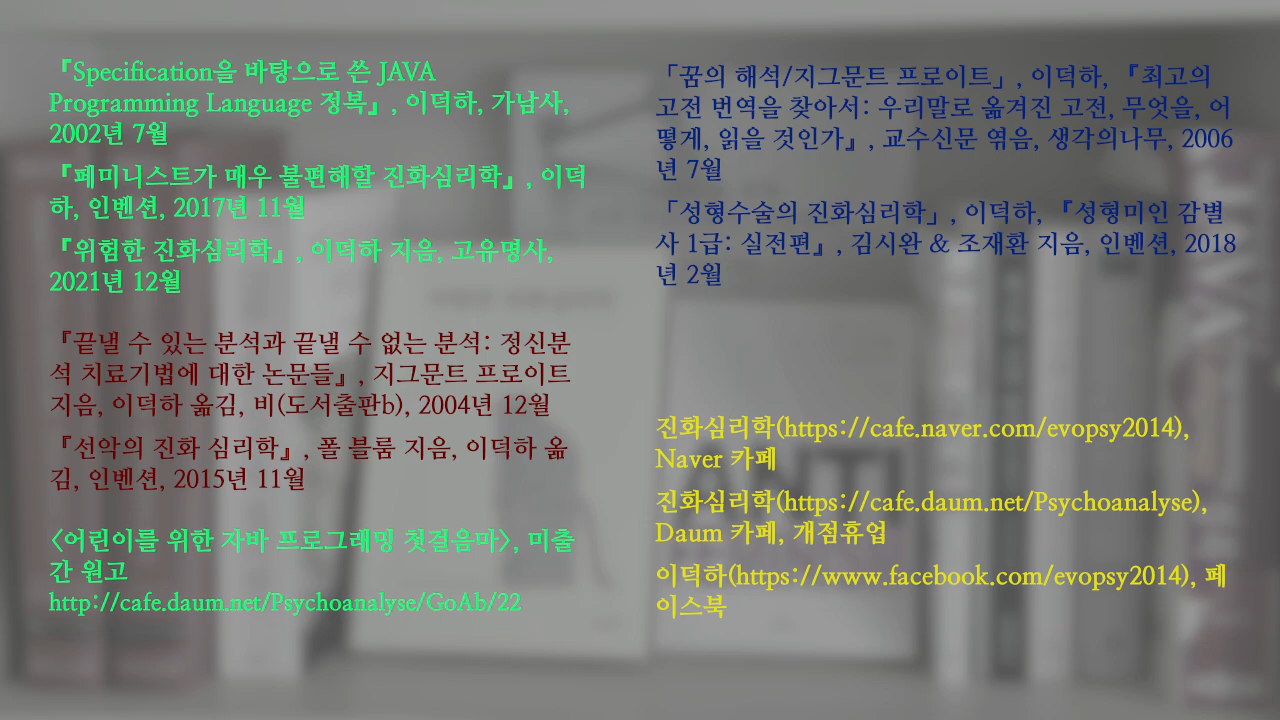 『Specification을 바탕으로 쓴 JAVA
Programming Language 정복』, 이덕하, 가남사,
2002년 7월
『페미니스트가 매우 불편해할 진화심리학』, 이덕
하, 인벤션, 2017년 11월
『위험한 진화심리학』, 이덕하 지음, 고유명사,
2021년 12월
『끝낼 수 있는 분석과 끝낼 수 없는 분석: 정신분
석 치료기법에 대한 논문들』, 지그문트 프로이트
지음, 이덕하 옮김, 비(도서출판b), 2004년 12월
『선악의 진화 심리학』, 폴 블룸 지음, 이덕하 옮
김, 인벤션, 2015년 11월
<어린이를 위한 자바 프로그래밍 첫걸음마>, 미출
간 원고
http://cafe.daum.net/Psychoanalyse/GoAb/22
「꿈의 해석/지그문트 프로이트」, 이덕하, 『최고의
고전 번역을 찾아서: 우리말로 옮겨진 고전, 무엇을, 어
떻게, 읽을 것인가』, 교수신문 엮음, 생각의나무, 2006
년 7월
「성형수술의 진화심리학」, 이덕하, 『성형미인 감별
사 1급: 실전편』, 김시완 & 조재환 지음, 인벤션, 2018
년 2월
진화심리학(https://cafe.naver.com/evopsy2014),
Naver 카페
진화심리학(https://cafe.daum.net/Psychoanalyse),
Daum 카페, 개점휴업
이덕하(https://www.facebook.com/evopsy2014), 페
이스북